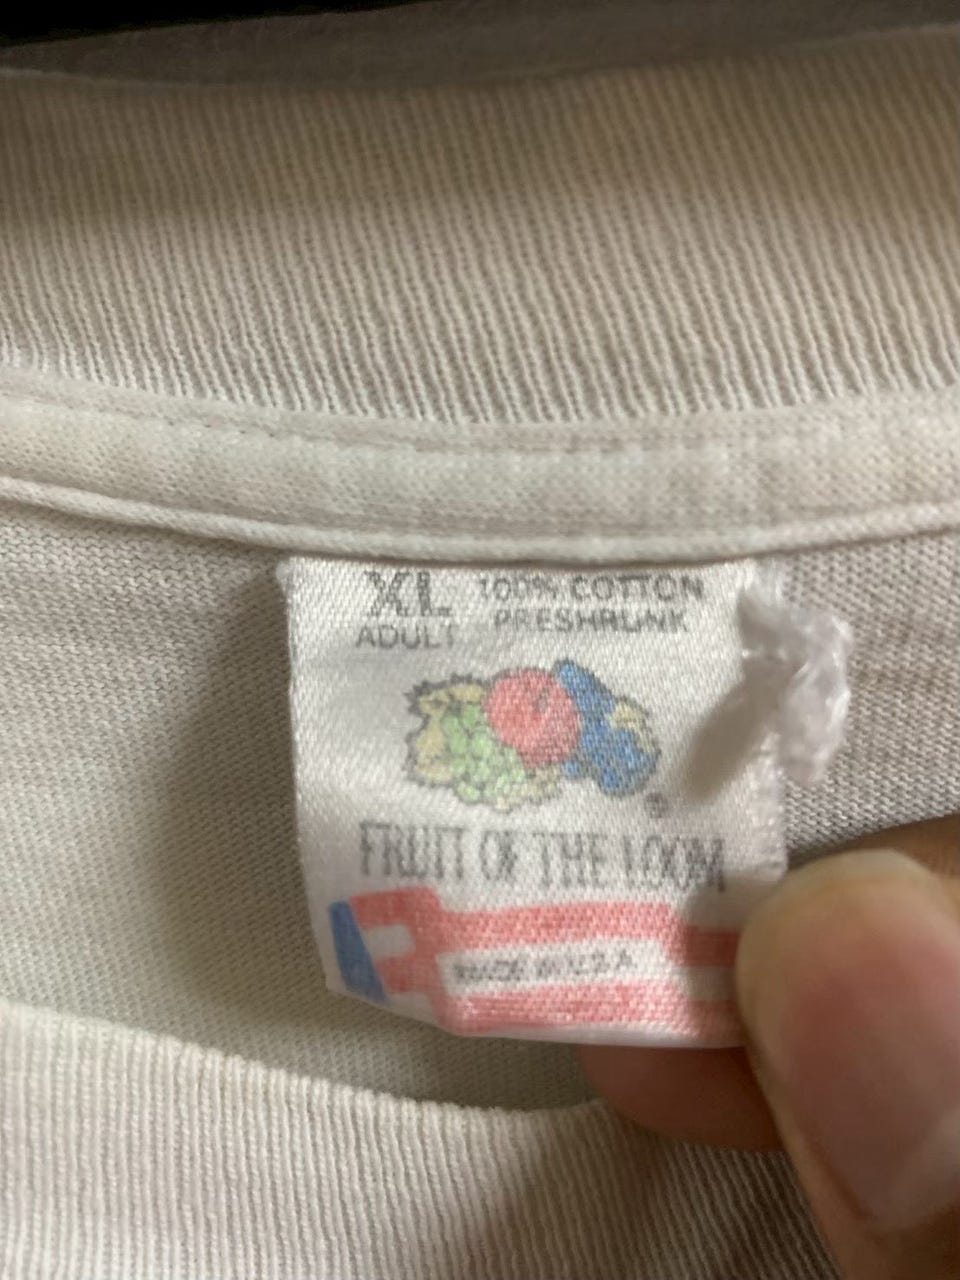 XL
ADULT
100% COTTON
PRESHRUNK
®
FRUIT OF THE LOOM
MADE IN U.S.A.